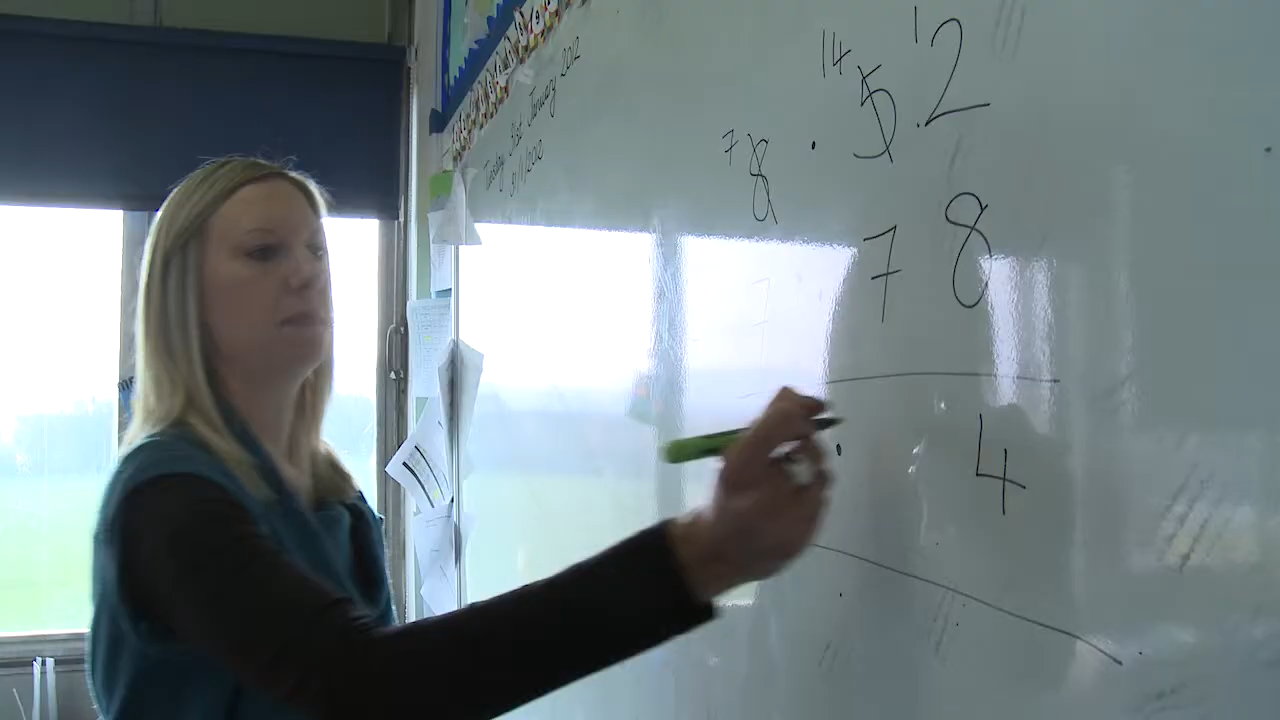 Tuesday 31st January 2012
31/1/2012
14 1
7 8 . 5 2
7 8
. 4